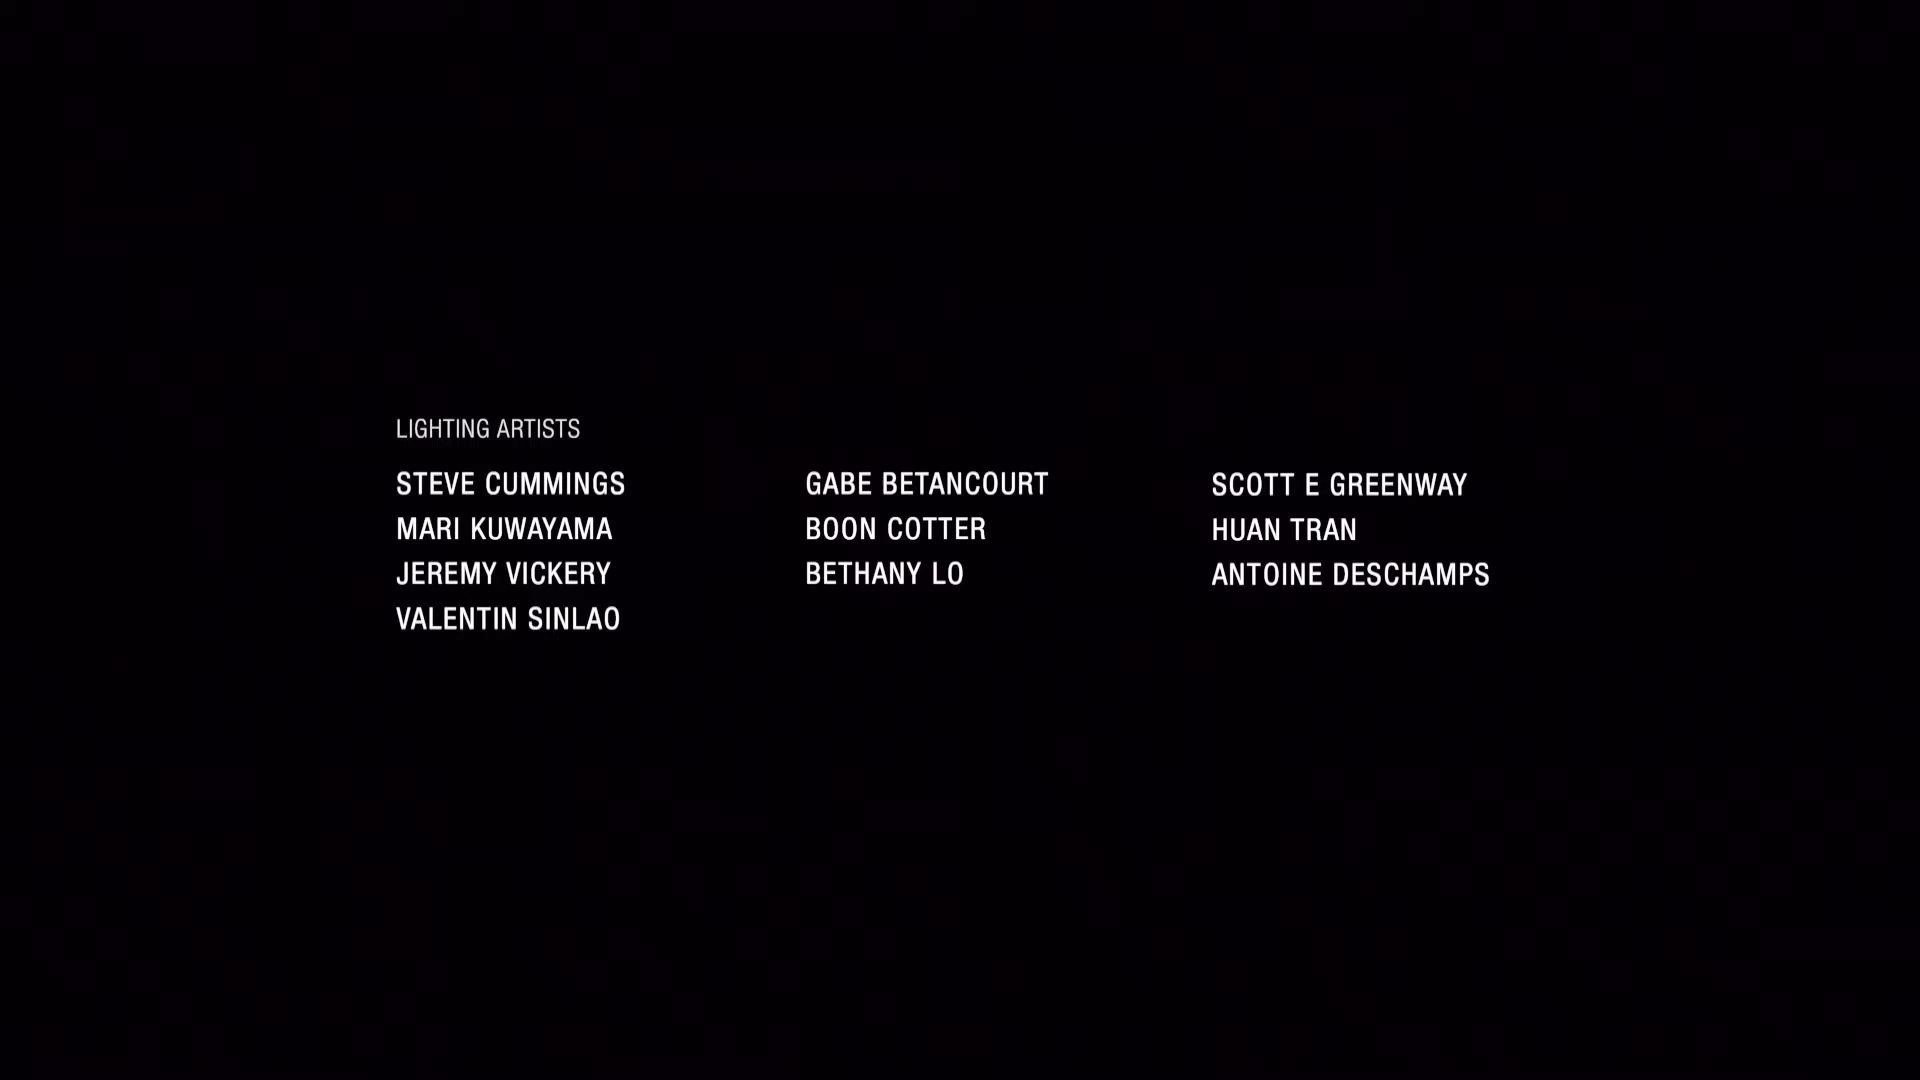 LIGHTING ARTISTS
STEVE CUMMINGS
MARI KUWAYAMA
JEREMY VICKERY
VALENTIN SINLAO
GABE BETANCOURT
BOON COTTER
BETHANY LO
SCOTT E GREENWAY
HUAN TRAN
ANTOINE DESCHAMPS